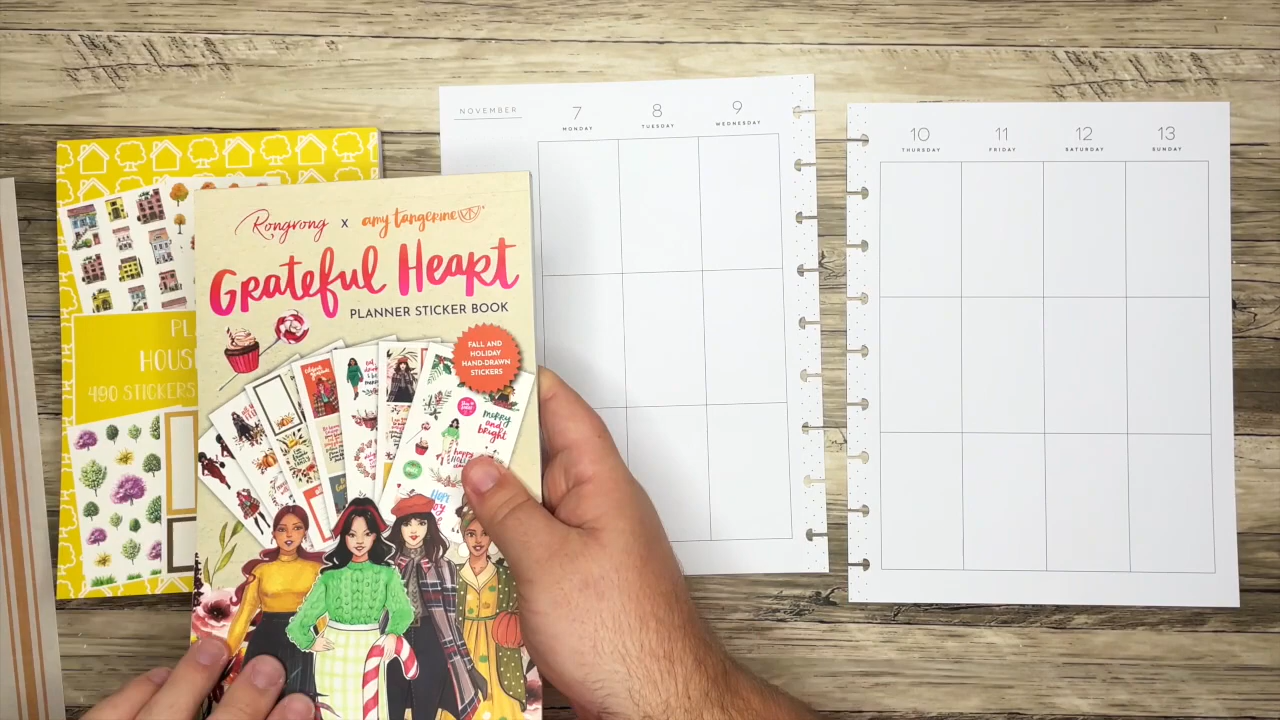 Rongrong x amy tangerine
Grateful Heart
PLANNER STICKER BOOK
FALL AND
HOLIDAY
HAND-DRAWN
STICKERS
merry
and
bright
PL
HOUS
490 STICKERS
NOVEMBER
7
MONDAY
8
TUESDAY
9
WEDNESDAY
10
THURSDAY
11
FRIDAY
12
SATURDAY
13
SUNDAY